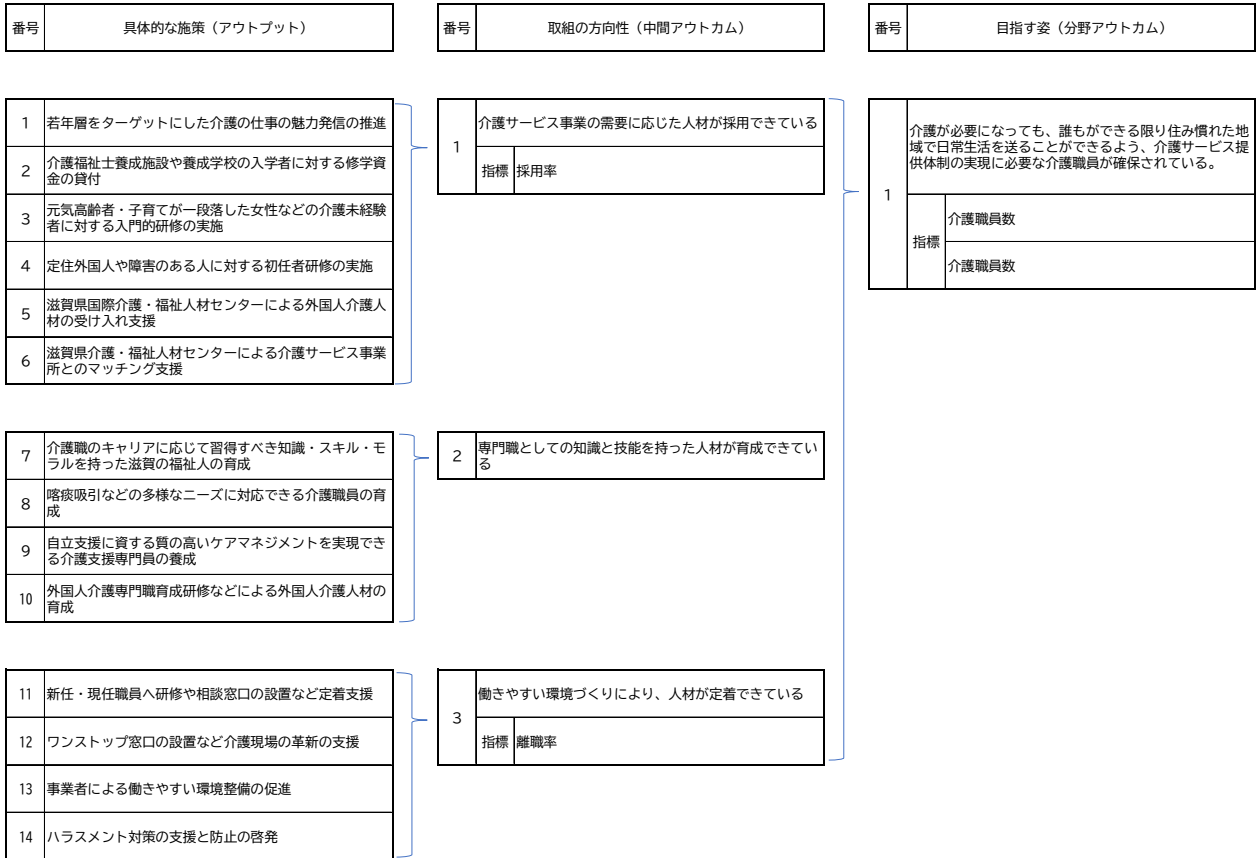 番号 具体的な施策（アウトプット）
番号 取組の方向性（中間アウトカム）
番号 目指す姿（分野アウトカム）
1 若年層をターゲットにした介護の仕事の魅力発信の推進
2 介護福祉士養成施設や養成学校の入学者に対する修学資
金の貸付
3 元気高齢者・子育てが一段落した女性などの介護未経験
者に対する入門的研修の実施
4 定住外国人や障害のある人に対する初任者研修の実施
5 滋賀県国際介護・福祉人材センターによる外国人介護人
材の受け入れ支援
6 滋賀県介護・福祉人材センターによる介護サービス事業
所とのマッチング支援
1 介護サービス事業の需要に応じた人材が採用できている
指標 採用率
1 介護が必要になっても、誰もができる限り住み慣れた地
域で日常生活を送ることができるよう、介護サービス提
供体制の実現に必要な介護職員が確保されている。
指標 介護職員数
介護職員数
7 介護職のキャリアに応じて習得すべき知識・スキル・モ
ラルを持った滋賀の福祉人の育成
8 喀痰吸引などの多様なニーズに対応できる介護職員の育
成
9 自立支援に資する質の高いケアマネジメントを実現でき
る介護支援専門員の養成
10 外国人介護専門職育成研修などによる外国人介護人材の
育成
2 専門職としての知識と技能を持った人材が育成できてい
る
11 新任・現任職員へ研修や相談窓口の設置など定着支援
12 ワンストップ窓口の設置など介護現場の革新の支援
13 事業者による働きやすい環境整備の促進
14 ハラスメント対策の支援と防止の啓発
3 働きやすい環境づくりにより、人材が定着できている
指標 離職率